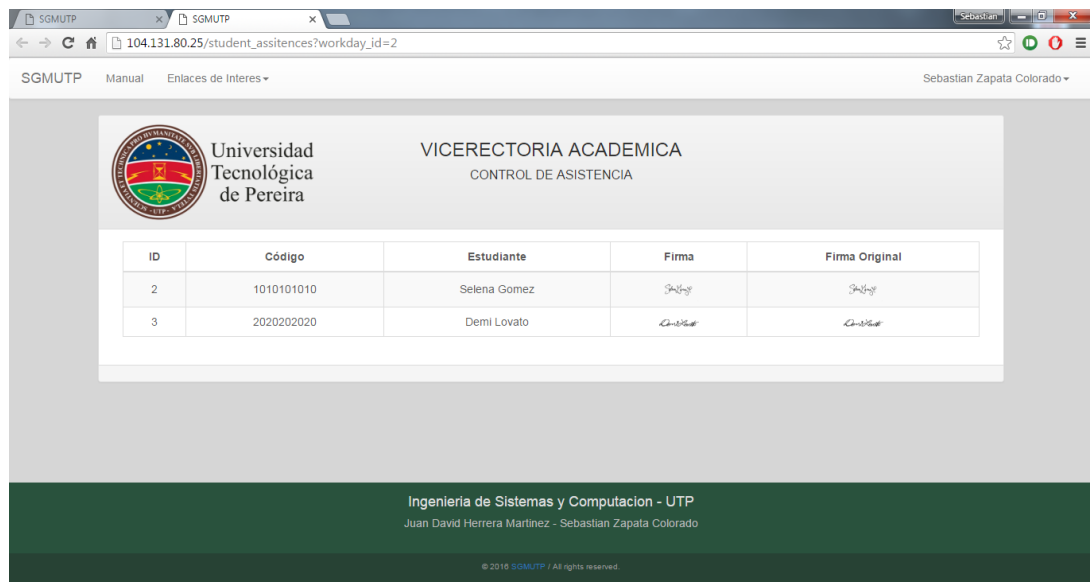 SGMUTP
SGMUTP
Sebastian
104.131.80.25/student_assitences?workday_id=2
SGMUTP Manual Enlaces de Interes Sebastian Zapata Colorado
Universidad
Tecnológica
de Pereira
VICERECTORIA ACADEMICA
CONTROL DE ASISTENCIA
ID Código Estudiante Firma Firma Original
2 1010101010 Selena Gomez
3 2020202020 Demi Lovato
Ingenieria de Sistemas y Computacion - UTP
Juan David Herrera Martinez - Sebastian Zapata Colorado
© 2016 SGMUTP / All rights reserved.